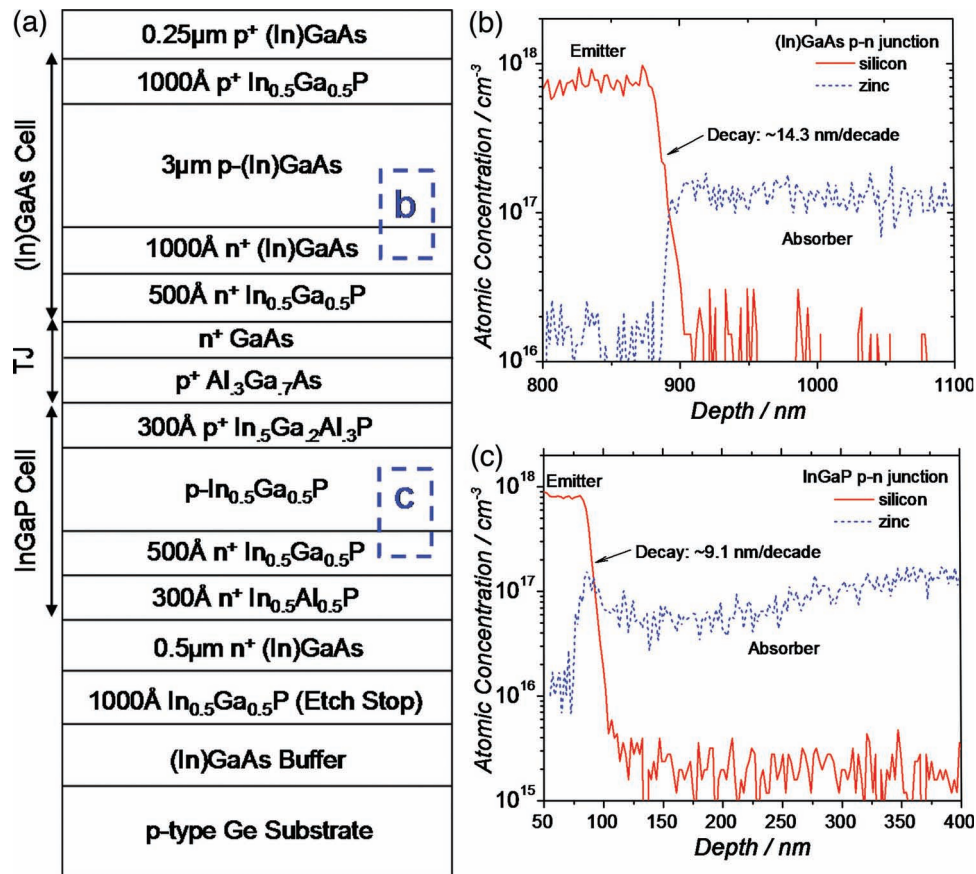 (a)
0.25μm p⁺ (In)GaAs
1000Å p⁺ In₀.₅Ga₀.₅P
3μm p-(In)GaAs
b
1000Å n⁺ (In)GaAs
500Å n⁺ In₀.₅Ga₀.₅P
n⁺ GaAs
p⁺ Al.₃Ga.₇As
300Å p⁺ In.₅Ga.₂Al.₃P
p-In₀.₅Ga₀.₅P
c
500Å n⁺ In₀.₅Ga₀.₅P
300Å n⁺ In₀.₅Al₀.₅P
0.5μm n⁺ (In)GaAs
1000Å In₀.₅Ga₀.₅P (Etch Stop)
(In)GaAs Buffer
p-type Ge Substrate
(In)GaAs Cell
TJ
InGaP Cell
(b)
Emitter
(In)GaAs p-n junction
silicon
zinc
Decay: ~14.3 nm/decade
Absorber
Atomic Concentration / cm⁻³
10¹⁸
10¹⁷
10¹⁶
800 900 1000 1100
Depth / nm
(c)
Emitter
InGaP p-n junction
silicon
zinc
Decay: ~9.1 nm/decade
Absorber
Atomic Concentration / cm⁻³
10¹⁸
10¹⁷
10¹⁶
10¹⁵
50 100 150 200 250 300 350 400
Depth / nm